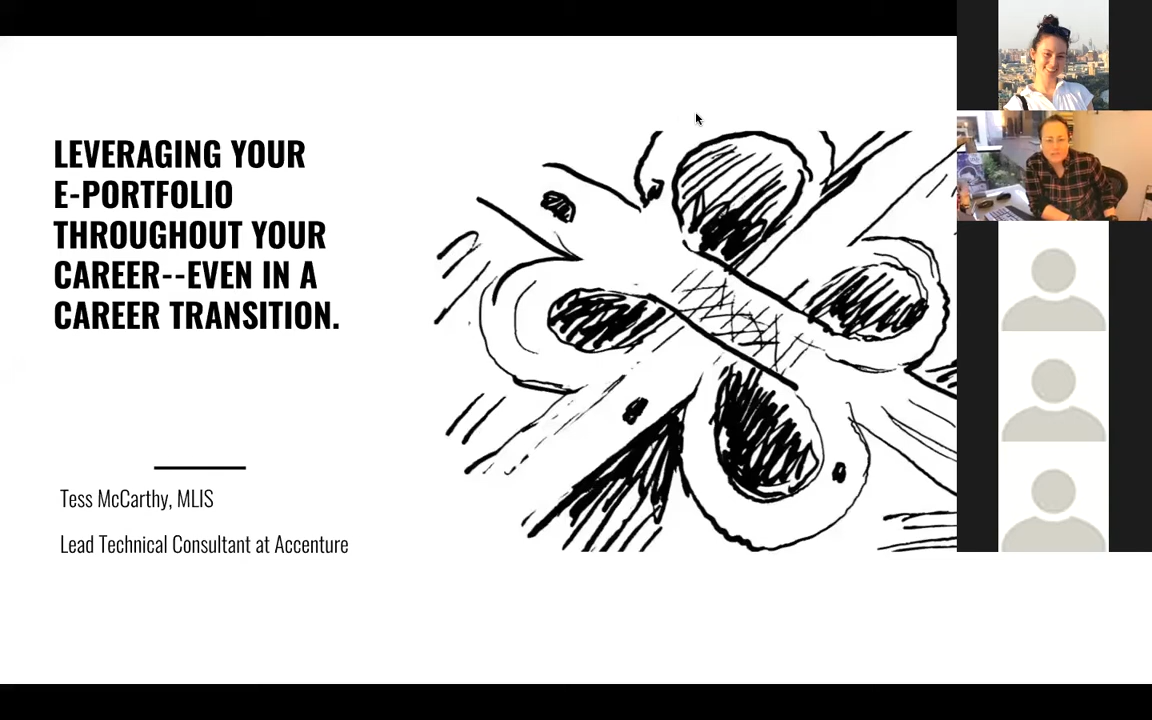 LEVERAGING YOUR
E-PORTFOLIO
THROUGHOUT YOUR
CAREER--EVEN IN A
CAREER TRANSITION.
Tess McCarthy, MLIS
Lead Technical Consultant at Accenture